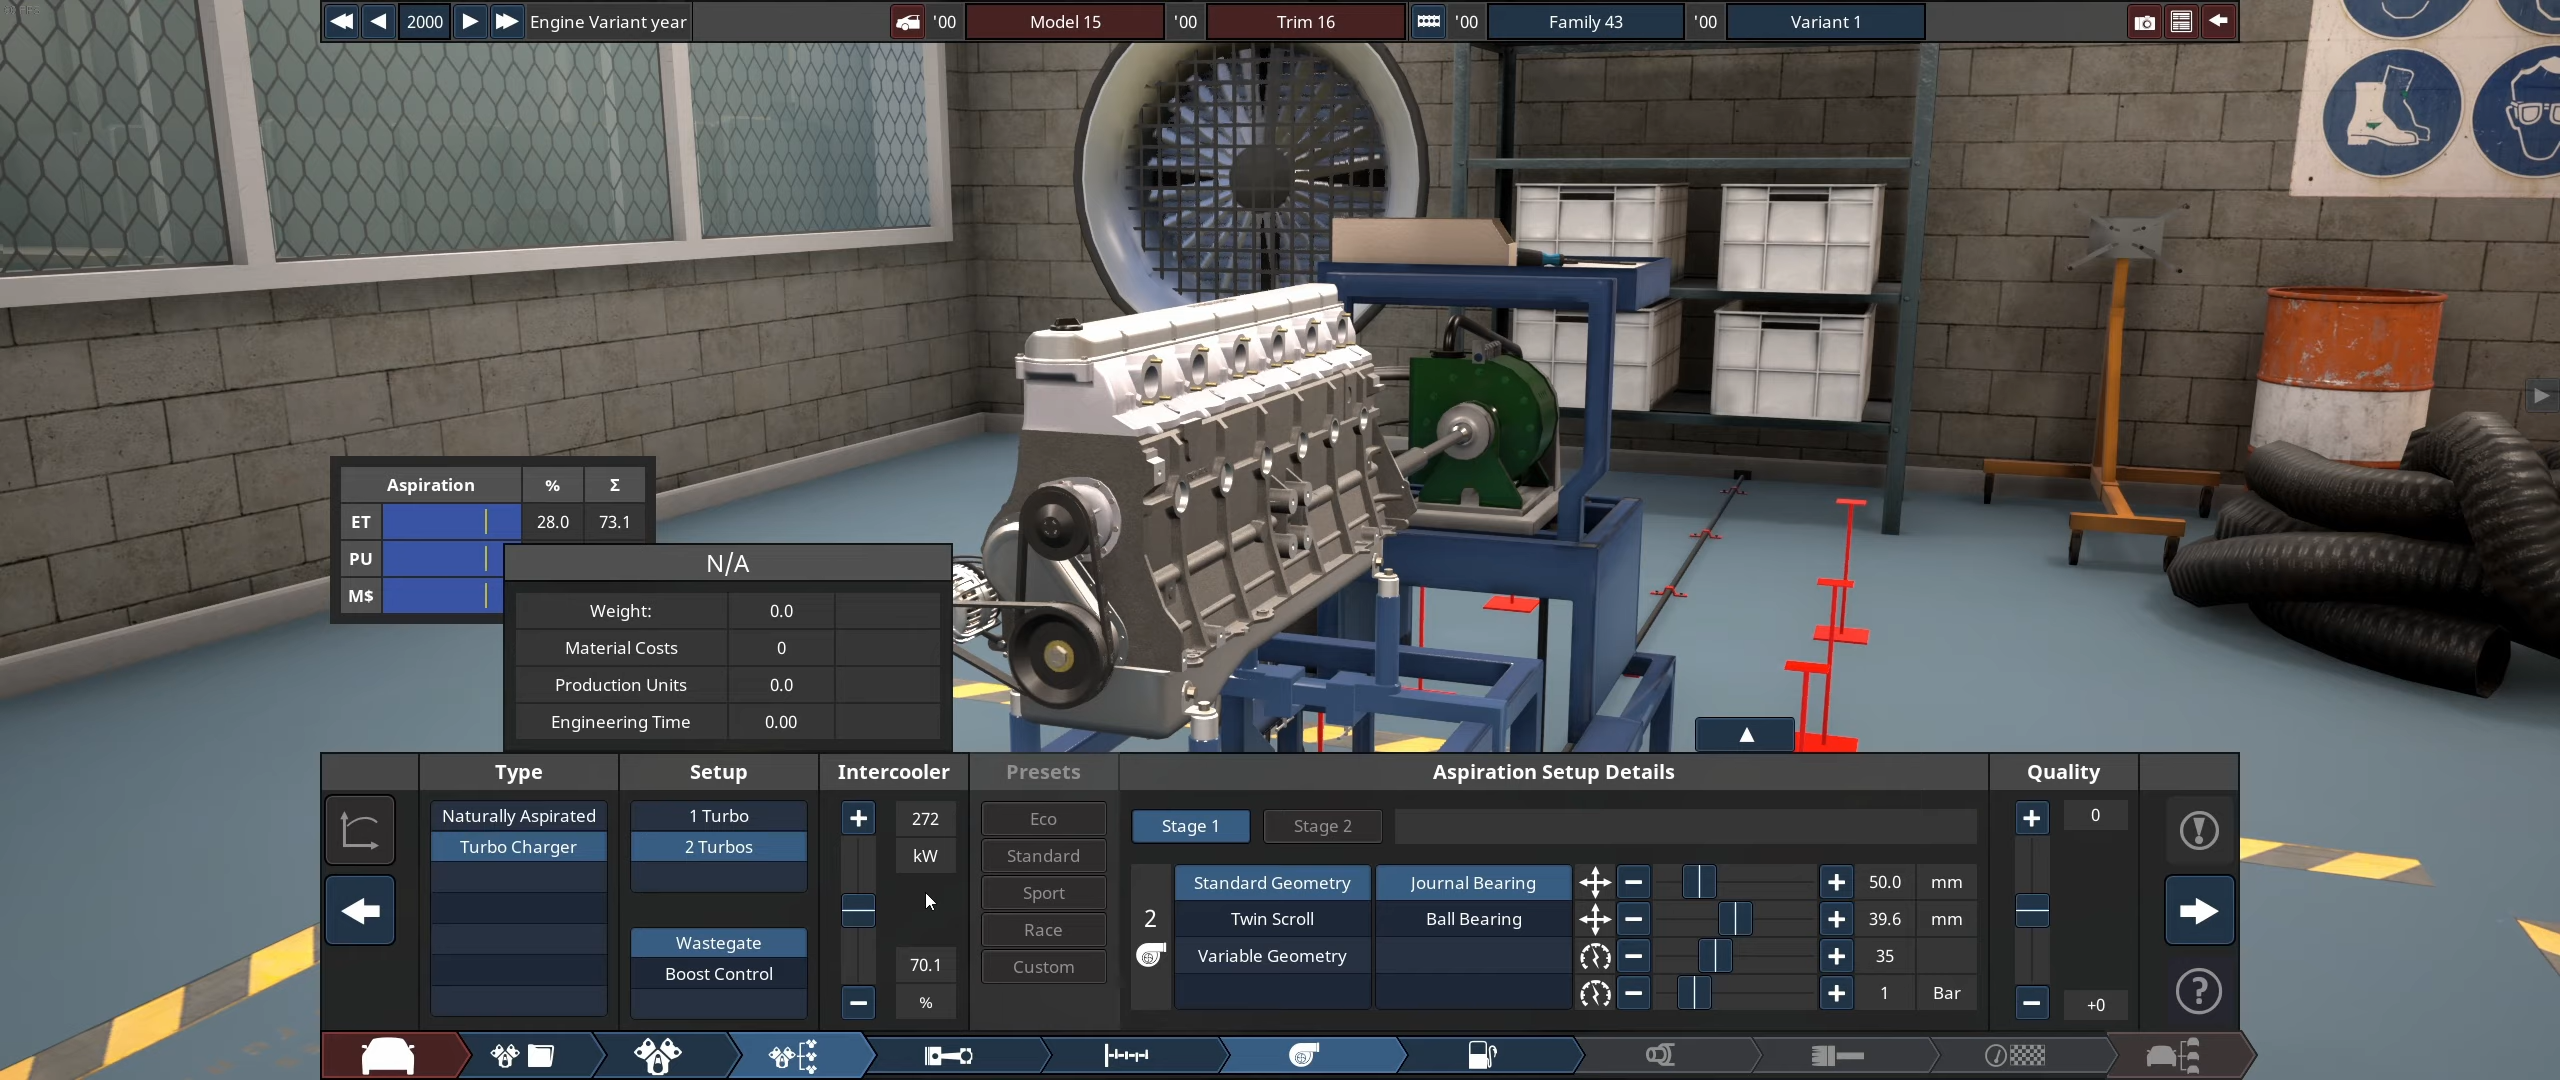 2000 Engine Variant year '00 Model 15 '00 Trim 16 '00 Family 43 '00 Variant 1
Aspiration % Σ
ET 28.0 73.1
PU
M$
N/A
Weight: 0.0
Material Costs 0
Production Units 0.0
Engineering Time 0.00
Type Setup Intercooler Presets Aspiration Setup Details Quality
Naturally Aspirated
Turbo Charger
1 Turbo
2 Turbos
Wastegate
Boost Control
272
kW
70.1
%
Eco
Standard
Sport
Race
Custom
Stage 1 Stage 2
2
Standard Geometry
Twin Scroll
Variable Geometry
Journal Bearing
Ball Bearing
50.0 mm
39.6 mm
35
1 Bar
0
+0